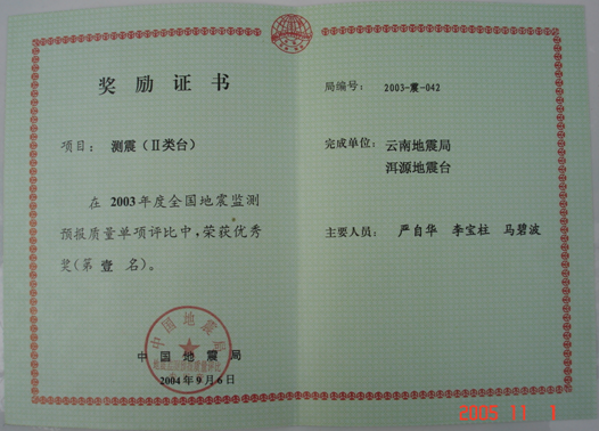 奖励证书
项目：测震（Ⅱ类台）
在2003年度全国地震监测
预报质量单项评比中，荣获优秀
奖（第壹名）。
中国地震局
中国地震局
2004年9月6日
局编号：2003-震-042
完成单位：云南地震局
洱源地震台
主要人员：严自华 李宝柱 马碧波
2005 11 1